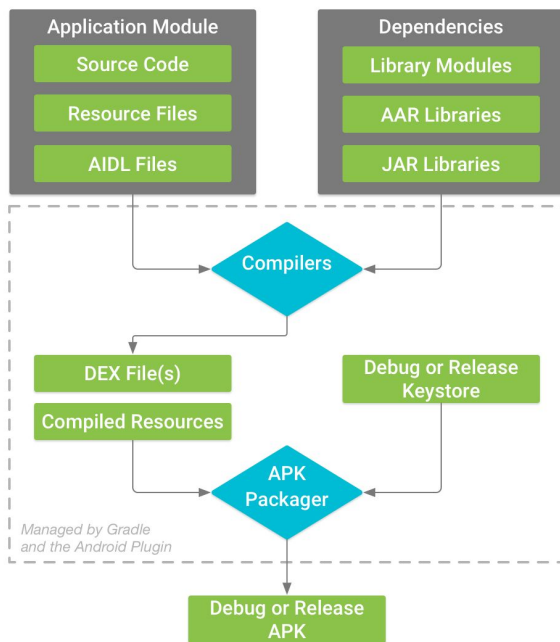 Application Module
Source Code
Resource Files
AIDL Files
Dependencies
Library Modules
AAR Libraries
JAR Libraries
Compilers
DEX File(s)
Compiled Resources
Debug or Release
Keystore
APK
Packager
Managed by Gradle
and the Android Plugin
Debug or Release
APK